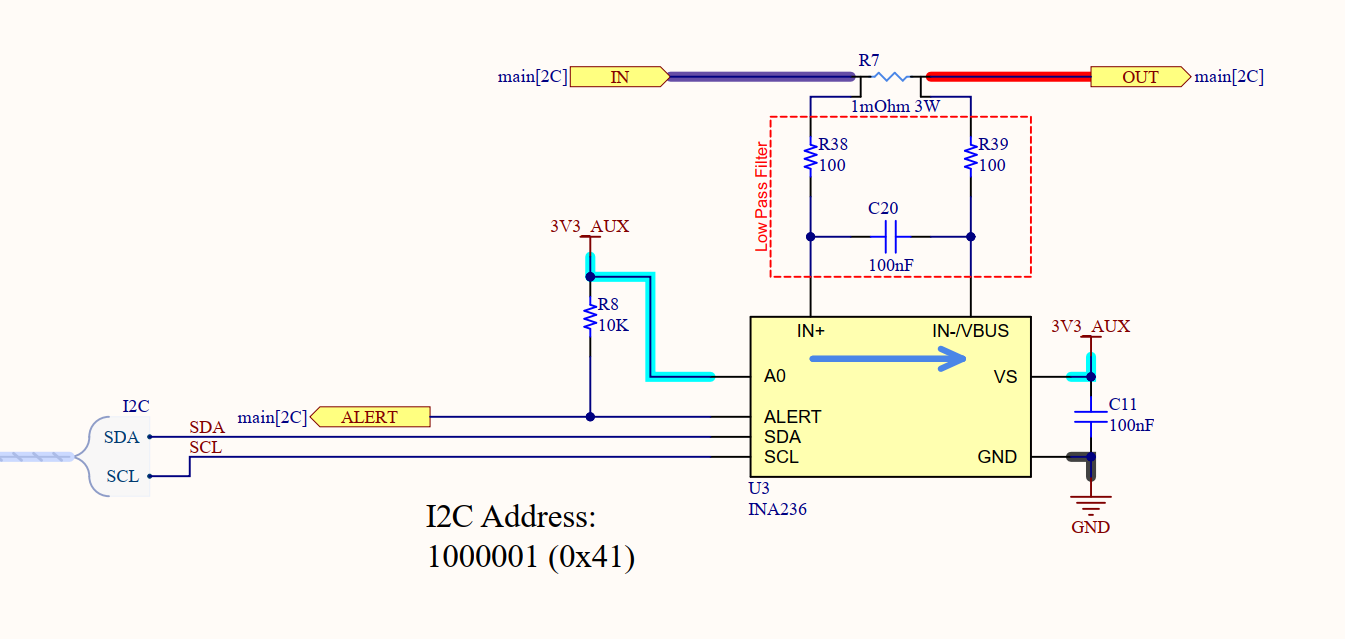 R7
main[2C] IN
OUT main[2C]
1mOhm 3W
Low Pass Filter
R38
100
R39
100
C20
100nF
3V3_AUX
R8
10K
IN+
IN-/VBUS
3V3_AUX
A0
VS
I2C
SDA
SCL
main[2C] ALERT
SDA
SCL
ALERT
SDA
SCL
GND
C11
100nF
U3
INA236
GND
I2C Address:
1000001 (0x41)